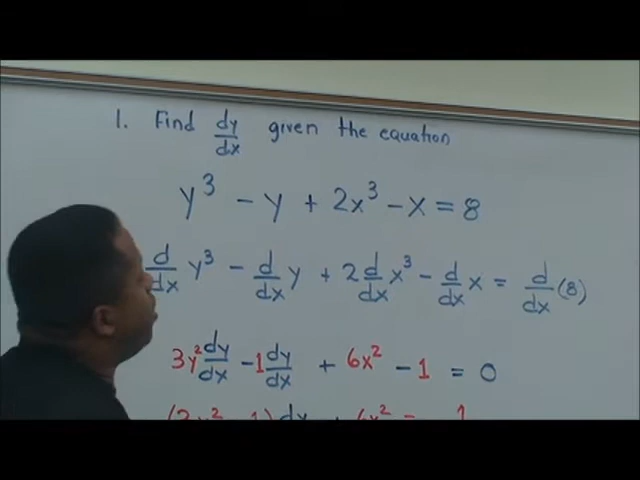 1. Find dy/dx given the equation
y³ - y + 2x³ - x = 8
d/dx y³ - d/dx y + 2 d/dx x³ - d/dx x = d/dx (8)
3y² dy/dx - 1 dy/dx + 6x² - 1 = 0